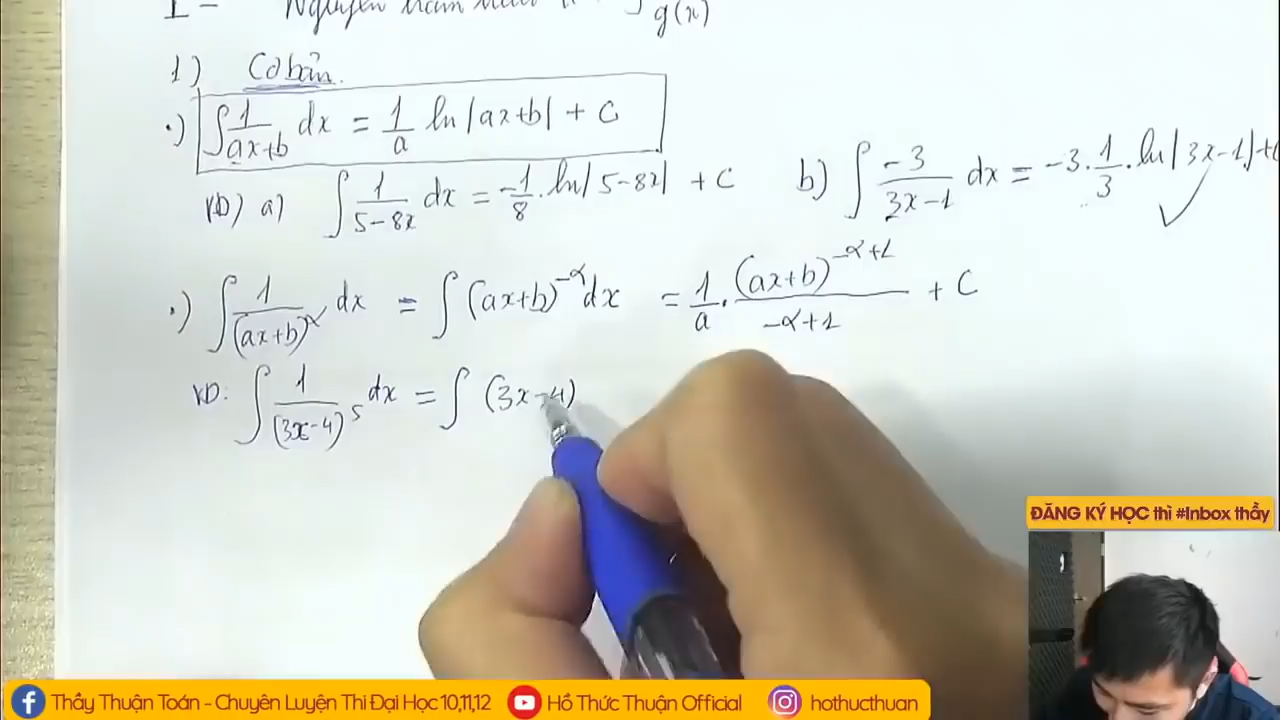 I - Nguyên hàm f(x) / g(x)
1) Cơ bản.
·) ∫ 1/(ax+b) dx = 1/a ln|ax+b| + C
VD) a) ∫ 1/(5-8x) dx = -1/8 . ln|5-8x| + C
b) ∫ -3/(3x-1) dx = -3. 1/3 . ln|3x-1| + C
·) ∫ 1/(ax+b)^α dx = ∫ (ax+b)^-α dx = 1/a . (ax+b)^(-α+1) / (-α+1) + C
VD: ∫ 1/(3x-4)^5 dx = ∫ (3x-4)
ĐĂNG KÝ HỌC thì #Inbox thầy
Thầy Thuận Toán - Chuyên Luyện Thi Đại Học 10,11,12
Hồ Thức Thuận Official
hothucthuan